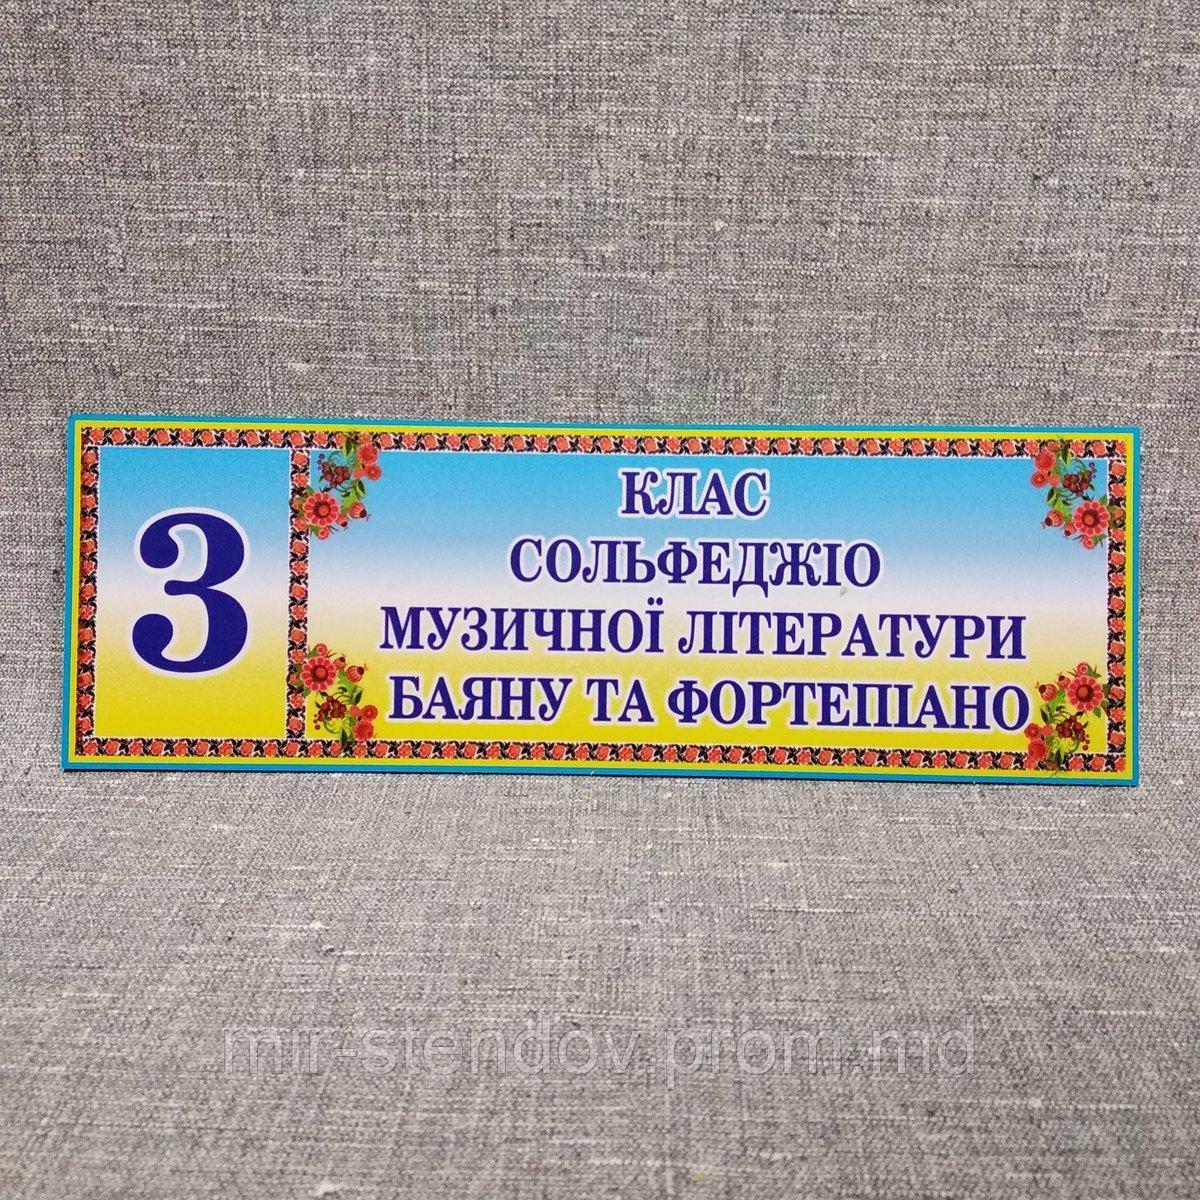 3
КЛАС
СОЛЬФЕДЖІО
МУЗИЧНОЇ ЛІТЕРАТУРИ
БАЯНУ ТА ФОРТЕПІАНО
mir-stendov.prom.md